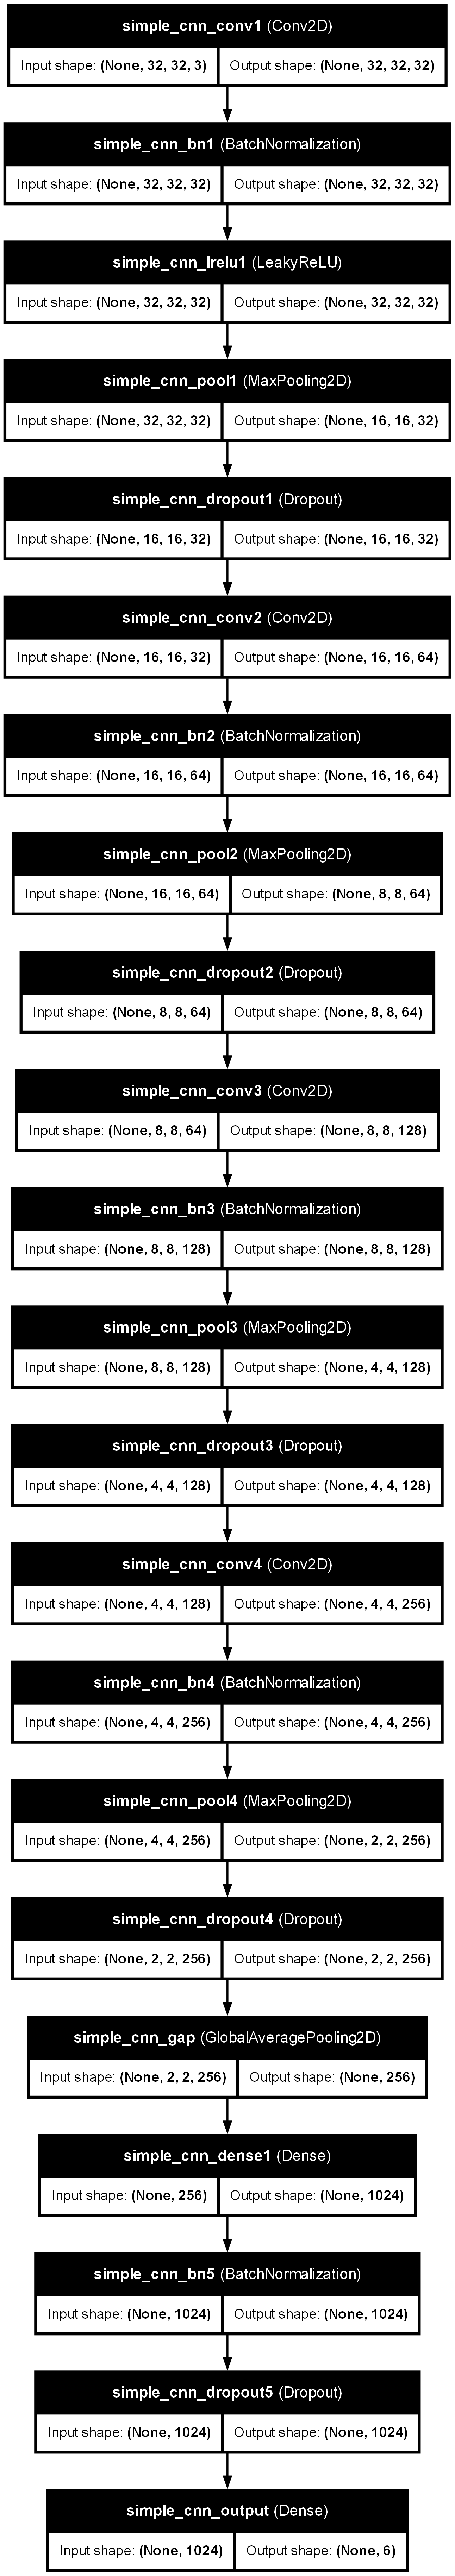 simple_cnn_conv1 (Conv2D)
Input shape: (None, 32, 32, 3) Output shape: (None, 32, 32, 32)
simple_cnn_bn1 (BatchNormalization)
Input shape: (None, 32, 32, 32) Output shape: (None, 32, 32, 32)
simple_cnn_lrelu1 (LeakyReLU)
Input shape: (None, 32, 32, 32) Output shape: (None, 32, 32, 32)
simple_cnn_pool1 (MaxPooling2D)
Input shape: (None, 32, 32, 32) Output shape: (None, 16, 16, 32)
simple_cnn_dropout1 (Dropout)
Input shape: (None, 16, 16, 32) Output shape: (None, 16, 16, 32)
simple_cnn_conv2 (Conv2D)
Input shape: (None, 16, 16, 32) Output shape: (None, 16, 16, 64)
simple_cnn_bn2 (BatchNormalization)
Input shape: (None, 16, 16, 64) Output shape: (None, 16, 16, 64)
simple_cnn_pool2 (MaxPooling2D)
Input shape: (None, 16, 16, 64) Output shape: (None, 8, 8, 64)
simple_cnn_dropout2 (Dropout)
Input shape: (None, 8, 8, 64) Output shape: (None, 8, 8, 64)
simple_cnn_conv3 (Conv2D)
Input shape: (None, 8, 8, 64) Output shape: (None, 8, 8, 128)
simple_cnn_bn3 (BatchNormalization)
Input shape: (None, 8, 8, 128) Output shape: (None, 8, 8, 128)
simple_cnn_pool3 (MaxPooling2D)
Input shape: (None, 8, 8, 128) Output shape: (None, 4, 4, 128)
simple_cnn_dropout3 (Dropout)
Input shape: (None, 4, 4, 128) Output shape: (None, 4, 4, 128)
simple_cnn_conv4 (Conv2D)
Input shape: (None, 4, 4, 128) Output shape: (None, 4, 4, 256)
simple_cnn_bn4 (BatchNormalization)
Input shape: (None, 4, 4, 256) Output shape: (None, 4, 4, 256)
simple_cnn_pool4 (MaxPooling2D)
Input shape: (None, 4, 4, 256) Output shape: (None, 2, 2, 256)
simple_cnn_dropout4 (Dropout)
Input shape: (None, 2, 2, 256) Output shape: (None, 2, 2, 256)
simple_cnn_gap (GlobalAveragePooling2D)
Input shape: (None, 2, 2, 256) Output shape: (None, 256)
simple_cnn_dense1 (Dense)
Input shape: (None, 256) Output shape: (None, 1024)
simple_cnn_bn5 (BatchNormalization)
Input shape: (None, 1024) Output shape: (None, 1024)
simple_cnn_dropout5 (Dropout)
Input shape: (None, 1024) Output shape: (None, 1024)
simple_cnn_output (Dense)
Input shape: (None, 1024) Output shape: (None, 6)